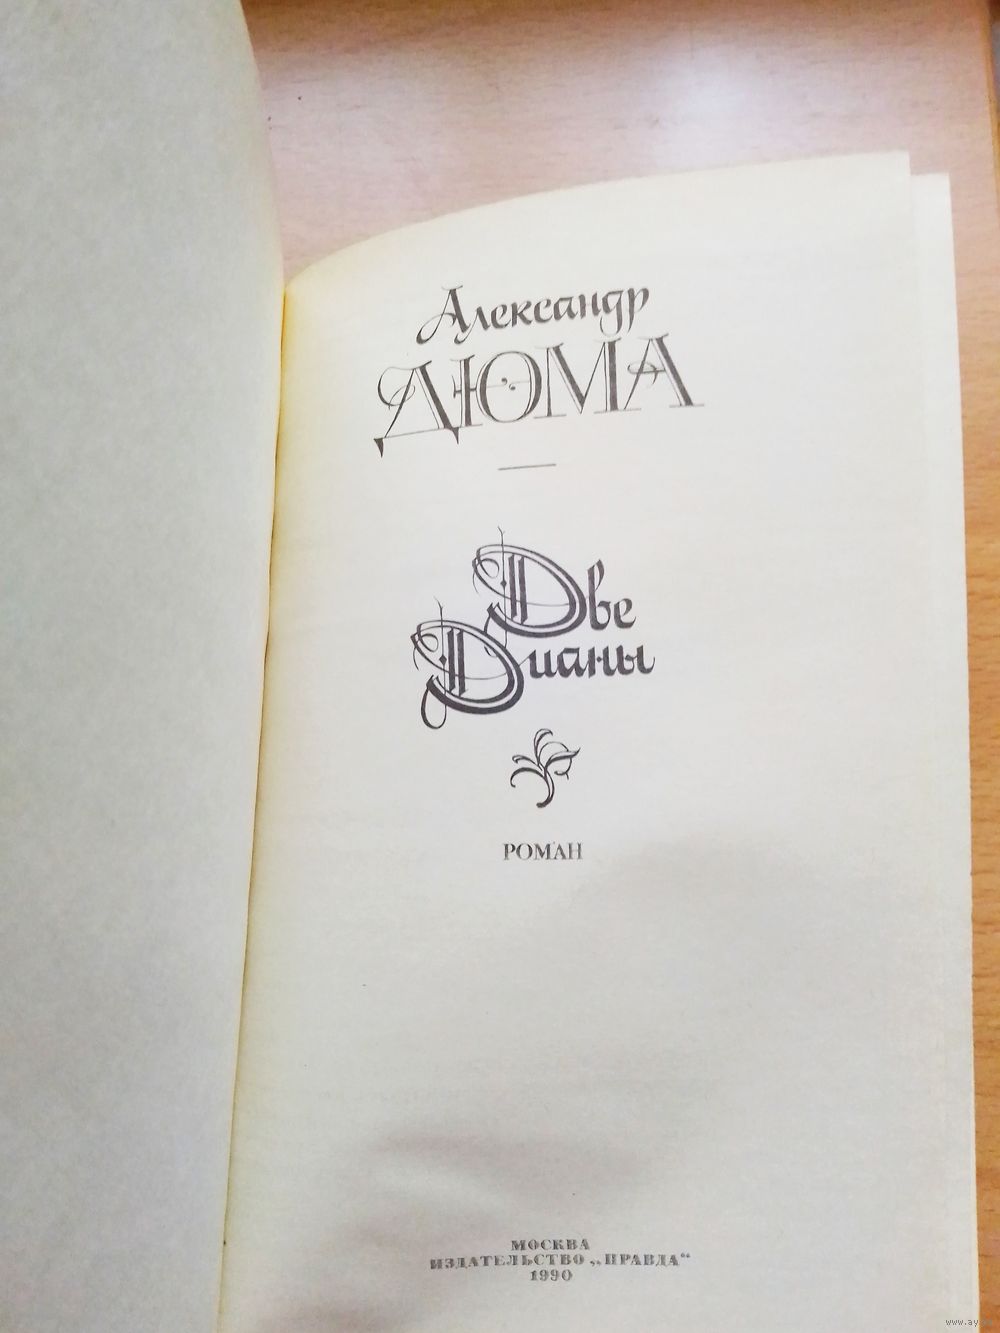 Александр
ДЮМА
Две
Дианы
РОМАН
МОСКВА
ИЗДАТЕЛЬСТВО „ПРАВДА“
1990